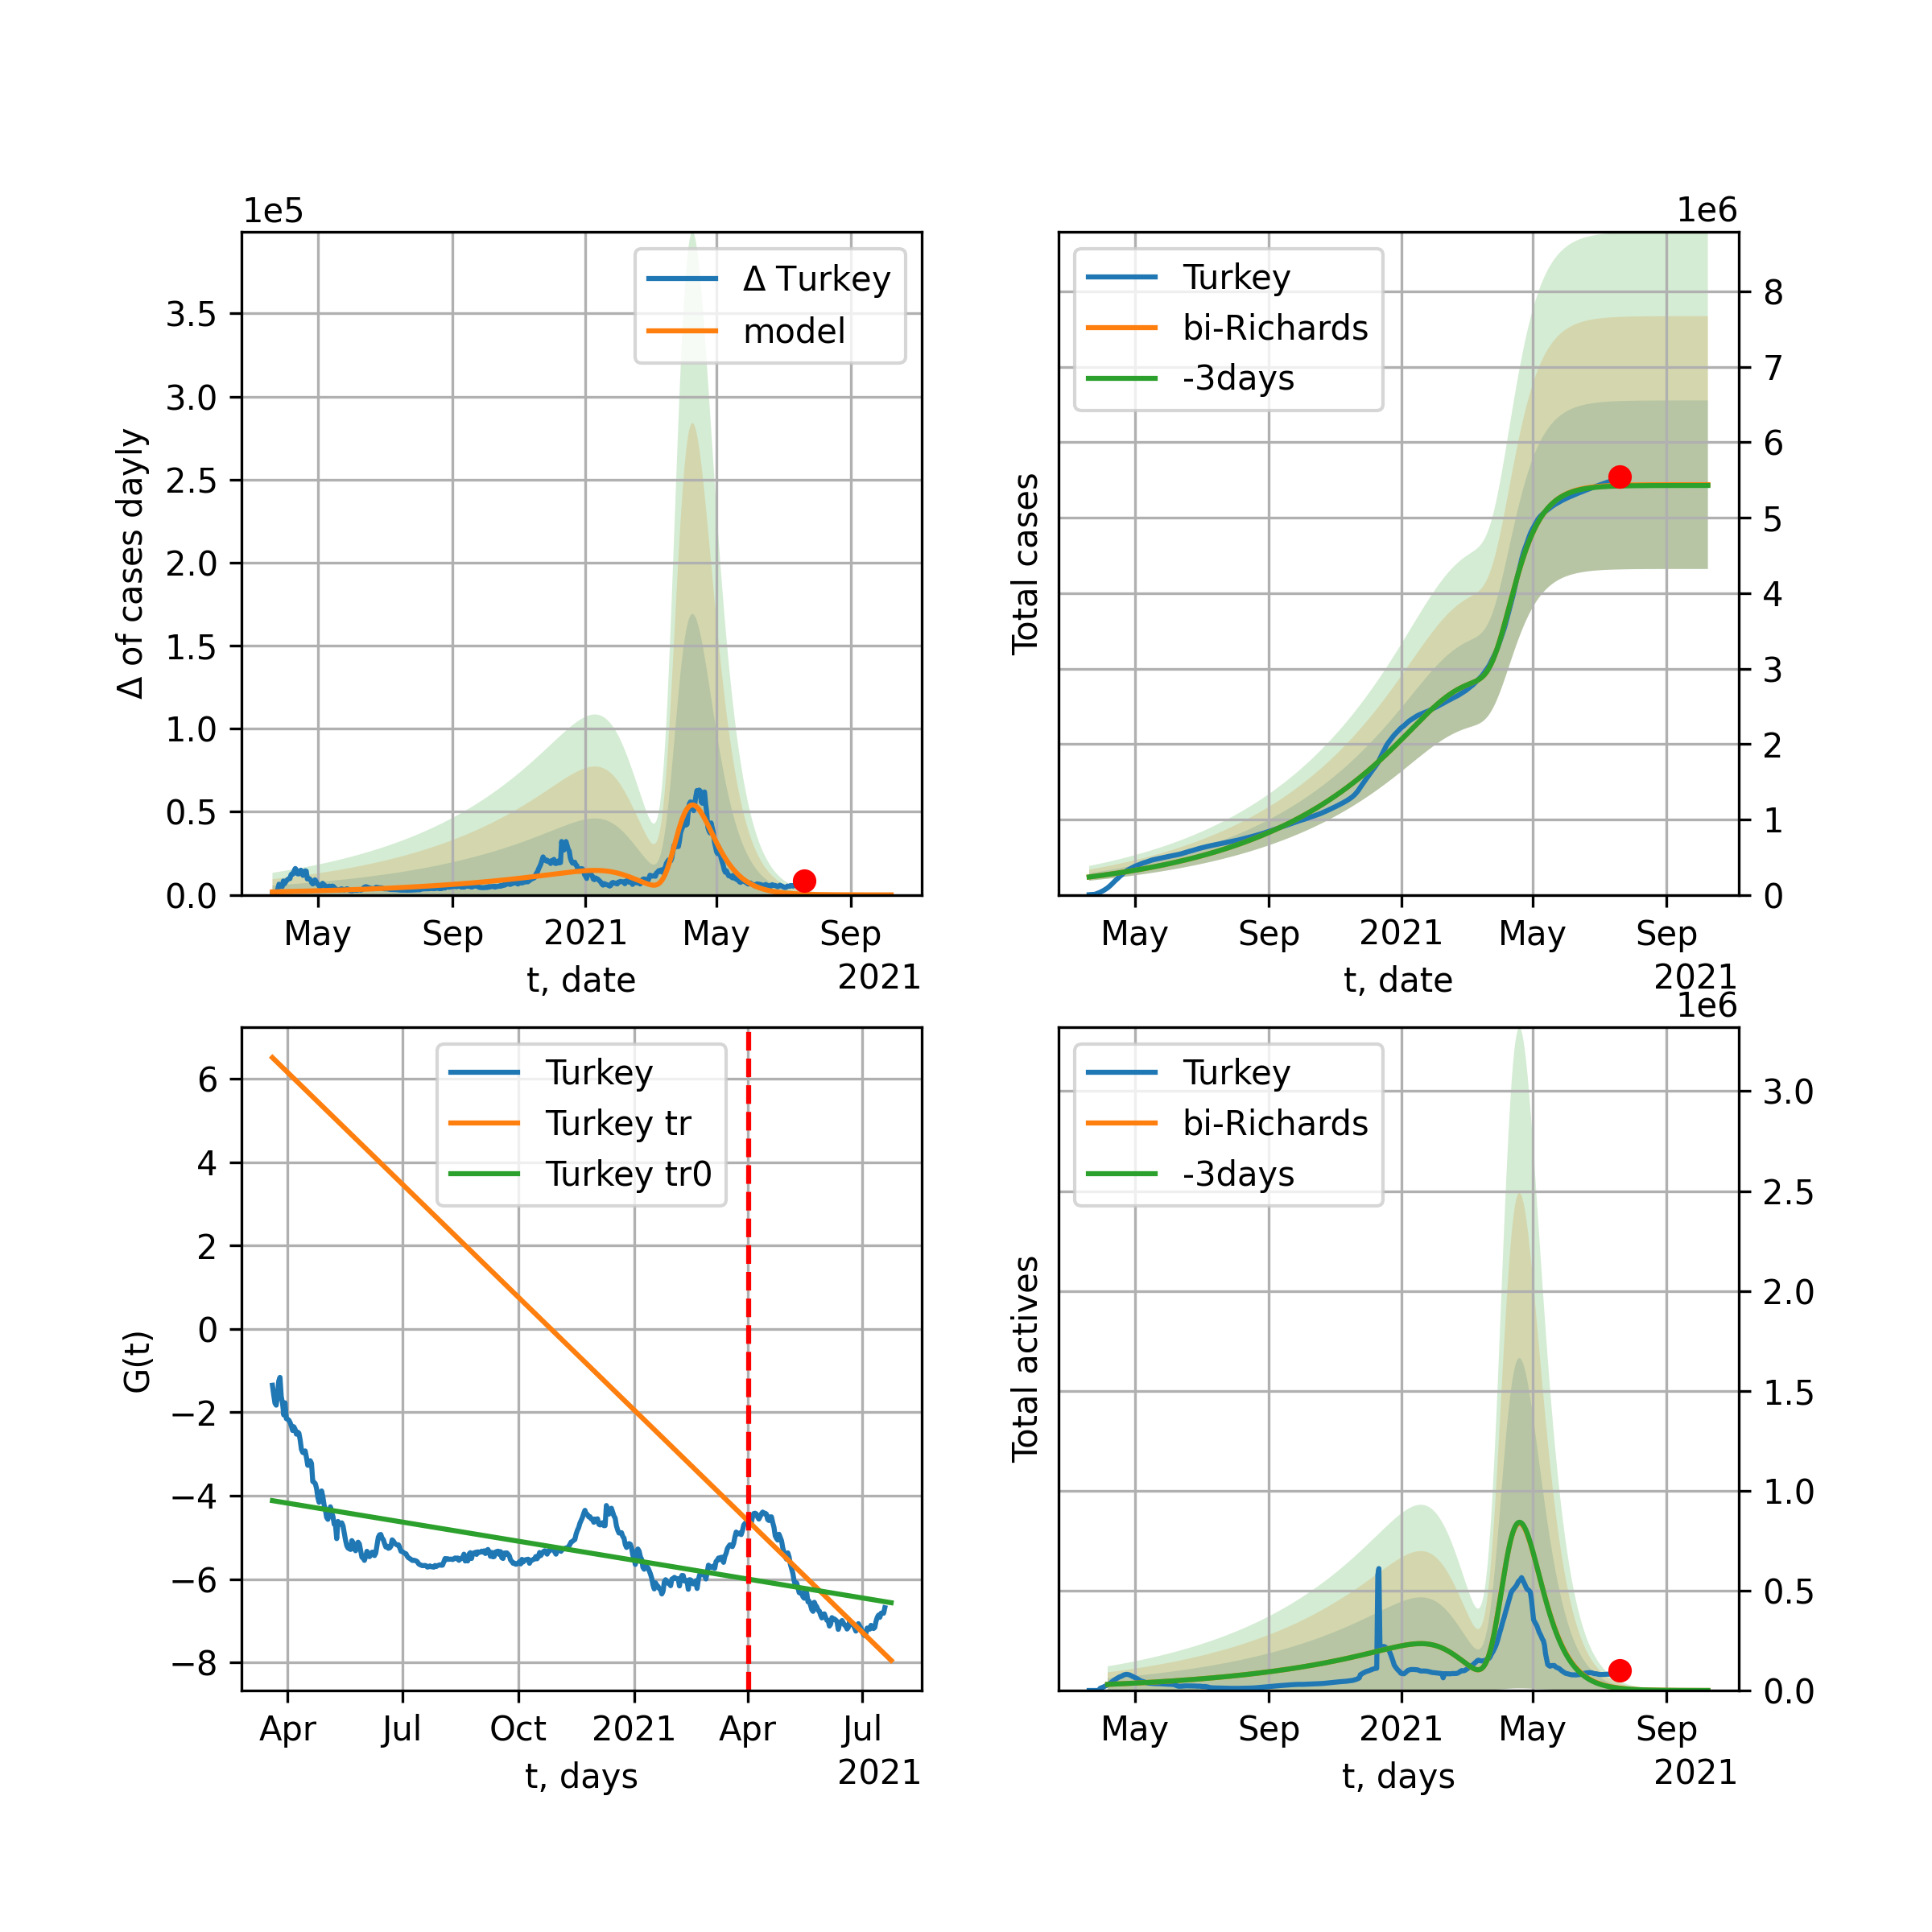 1e5
Δ of cases dayly
3.5
3.0
2.5
2.0
1.5
1.0
0.5
0.0
Δ Turkey
model
May
Sep
2021
May
Sep
t, date
2021
1e6
Total cases
Turkey
bi-Richards
-3days
8
7
6
5
4
3
2
1
0
May
Sep
2021
May
Sep
t, date
2021
G(t)
6
4
2
0
−2
−4
−6
−8
Turkey
Turkey tr
Turkey tr0
Apr
Jul
Oct
2021
Apr
Jul
t, days
2021
1e6
Total actives
Turkey
bi-Richards
-3days
3.0
2.5
2.0
1.5
1.0
0.5
0.0
May
Sep
2021
May
Sep
t, days
2021